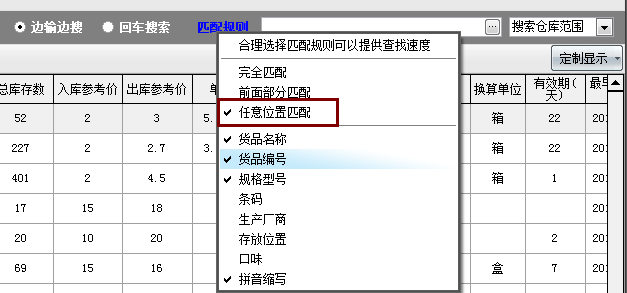 边输边搜 回车搜索 匹配规则 搜索仓库范围
合理选择匹配规则可以提供查找速度
定制显示
完全匹配
前面部分匹配
任意位置匹配
货品名称
货品编号
规格型号
条码
生产厂商
存放位置
口味
拼音缩写
总库存数 入库参考价 出库参考价 单 换算单位 有效期(天)
52 2 3 5. 箱 22 20
227 2 2.7 3. 箱 22 20
401 2 4.5 箱 1 20
17 15 18 20
20 10 20 2 20
69 15 16 盒 7 20